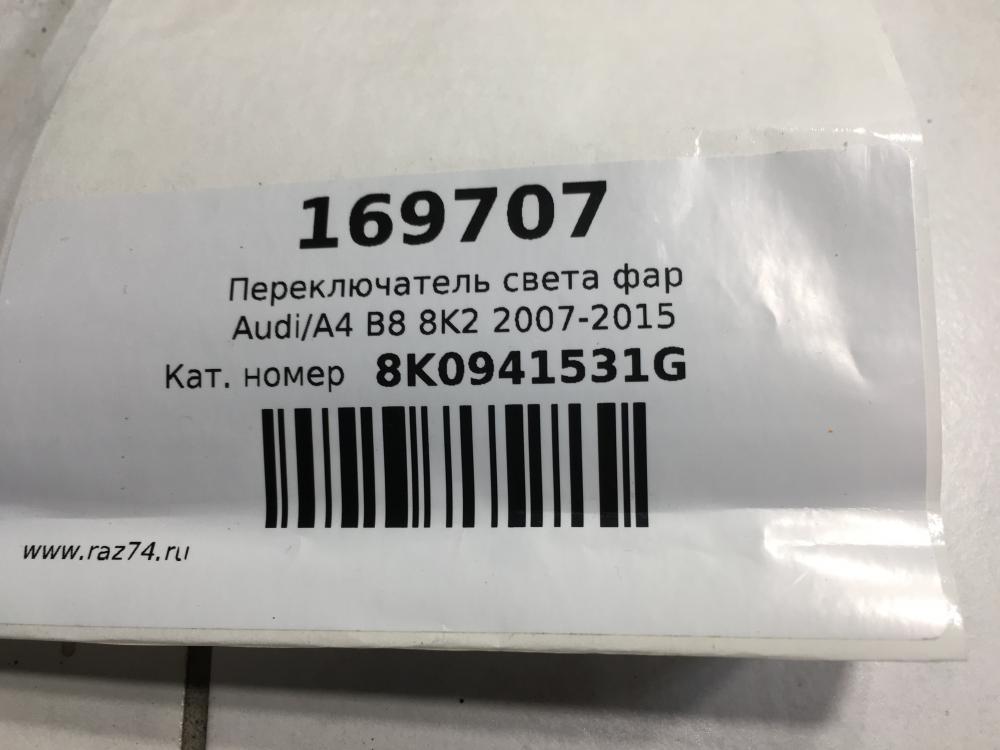 169707
Переключатель света фар
Audi/A4 B8 8K2 2007-2015
Кат. номер 8K0941531G
www.raz74.ru